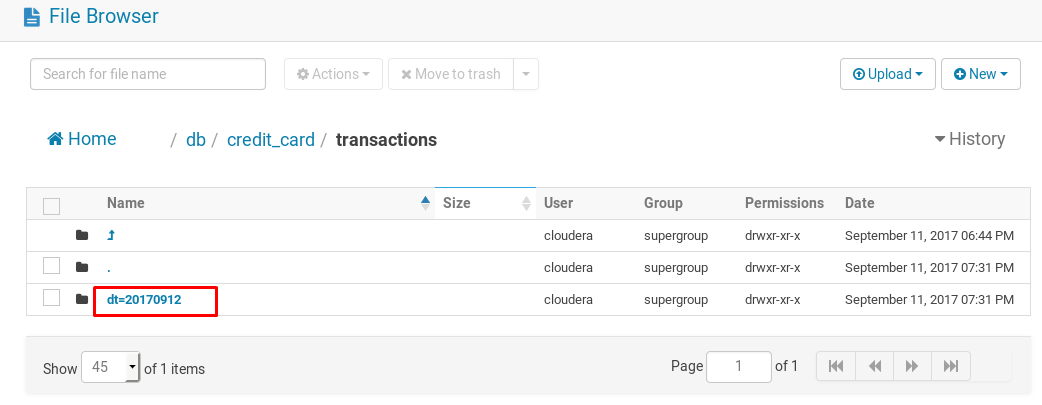 File Browser
Search for file name Actions Move to trash Upload New
Home / db / credit_card / transactions History
Name Size User Group Permissions Date
cloudera supergroup drwxr-xr-x September 11, 2017 06:44 PM
. cloudera supergroup drwxr-xr-x September 11, 2017 07:31 PM
dt=20170912 cloudera supergroup drwxr-xr-x September 11, 2017 07:31 PM
Show 45 of 1 items Page 1 of 1